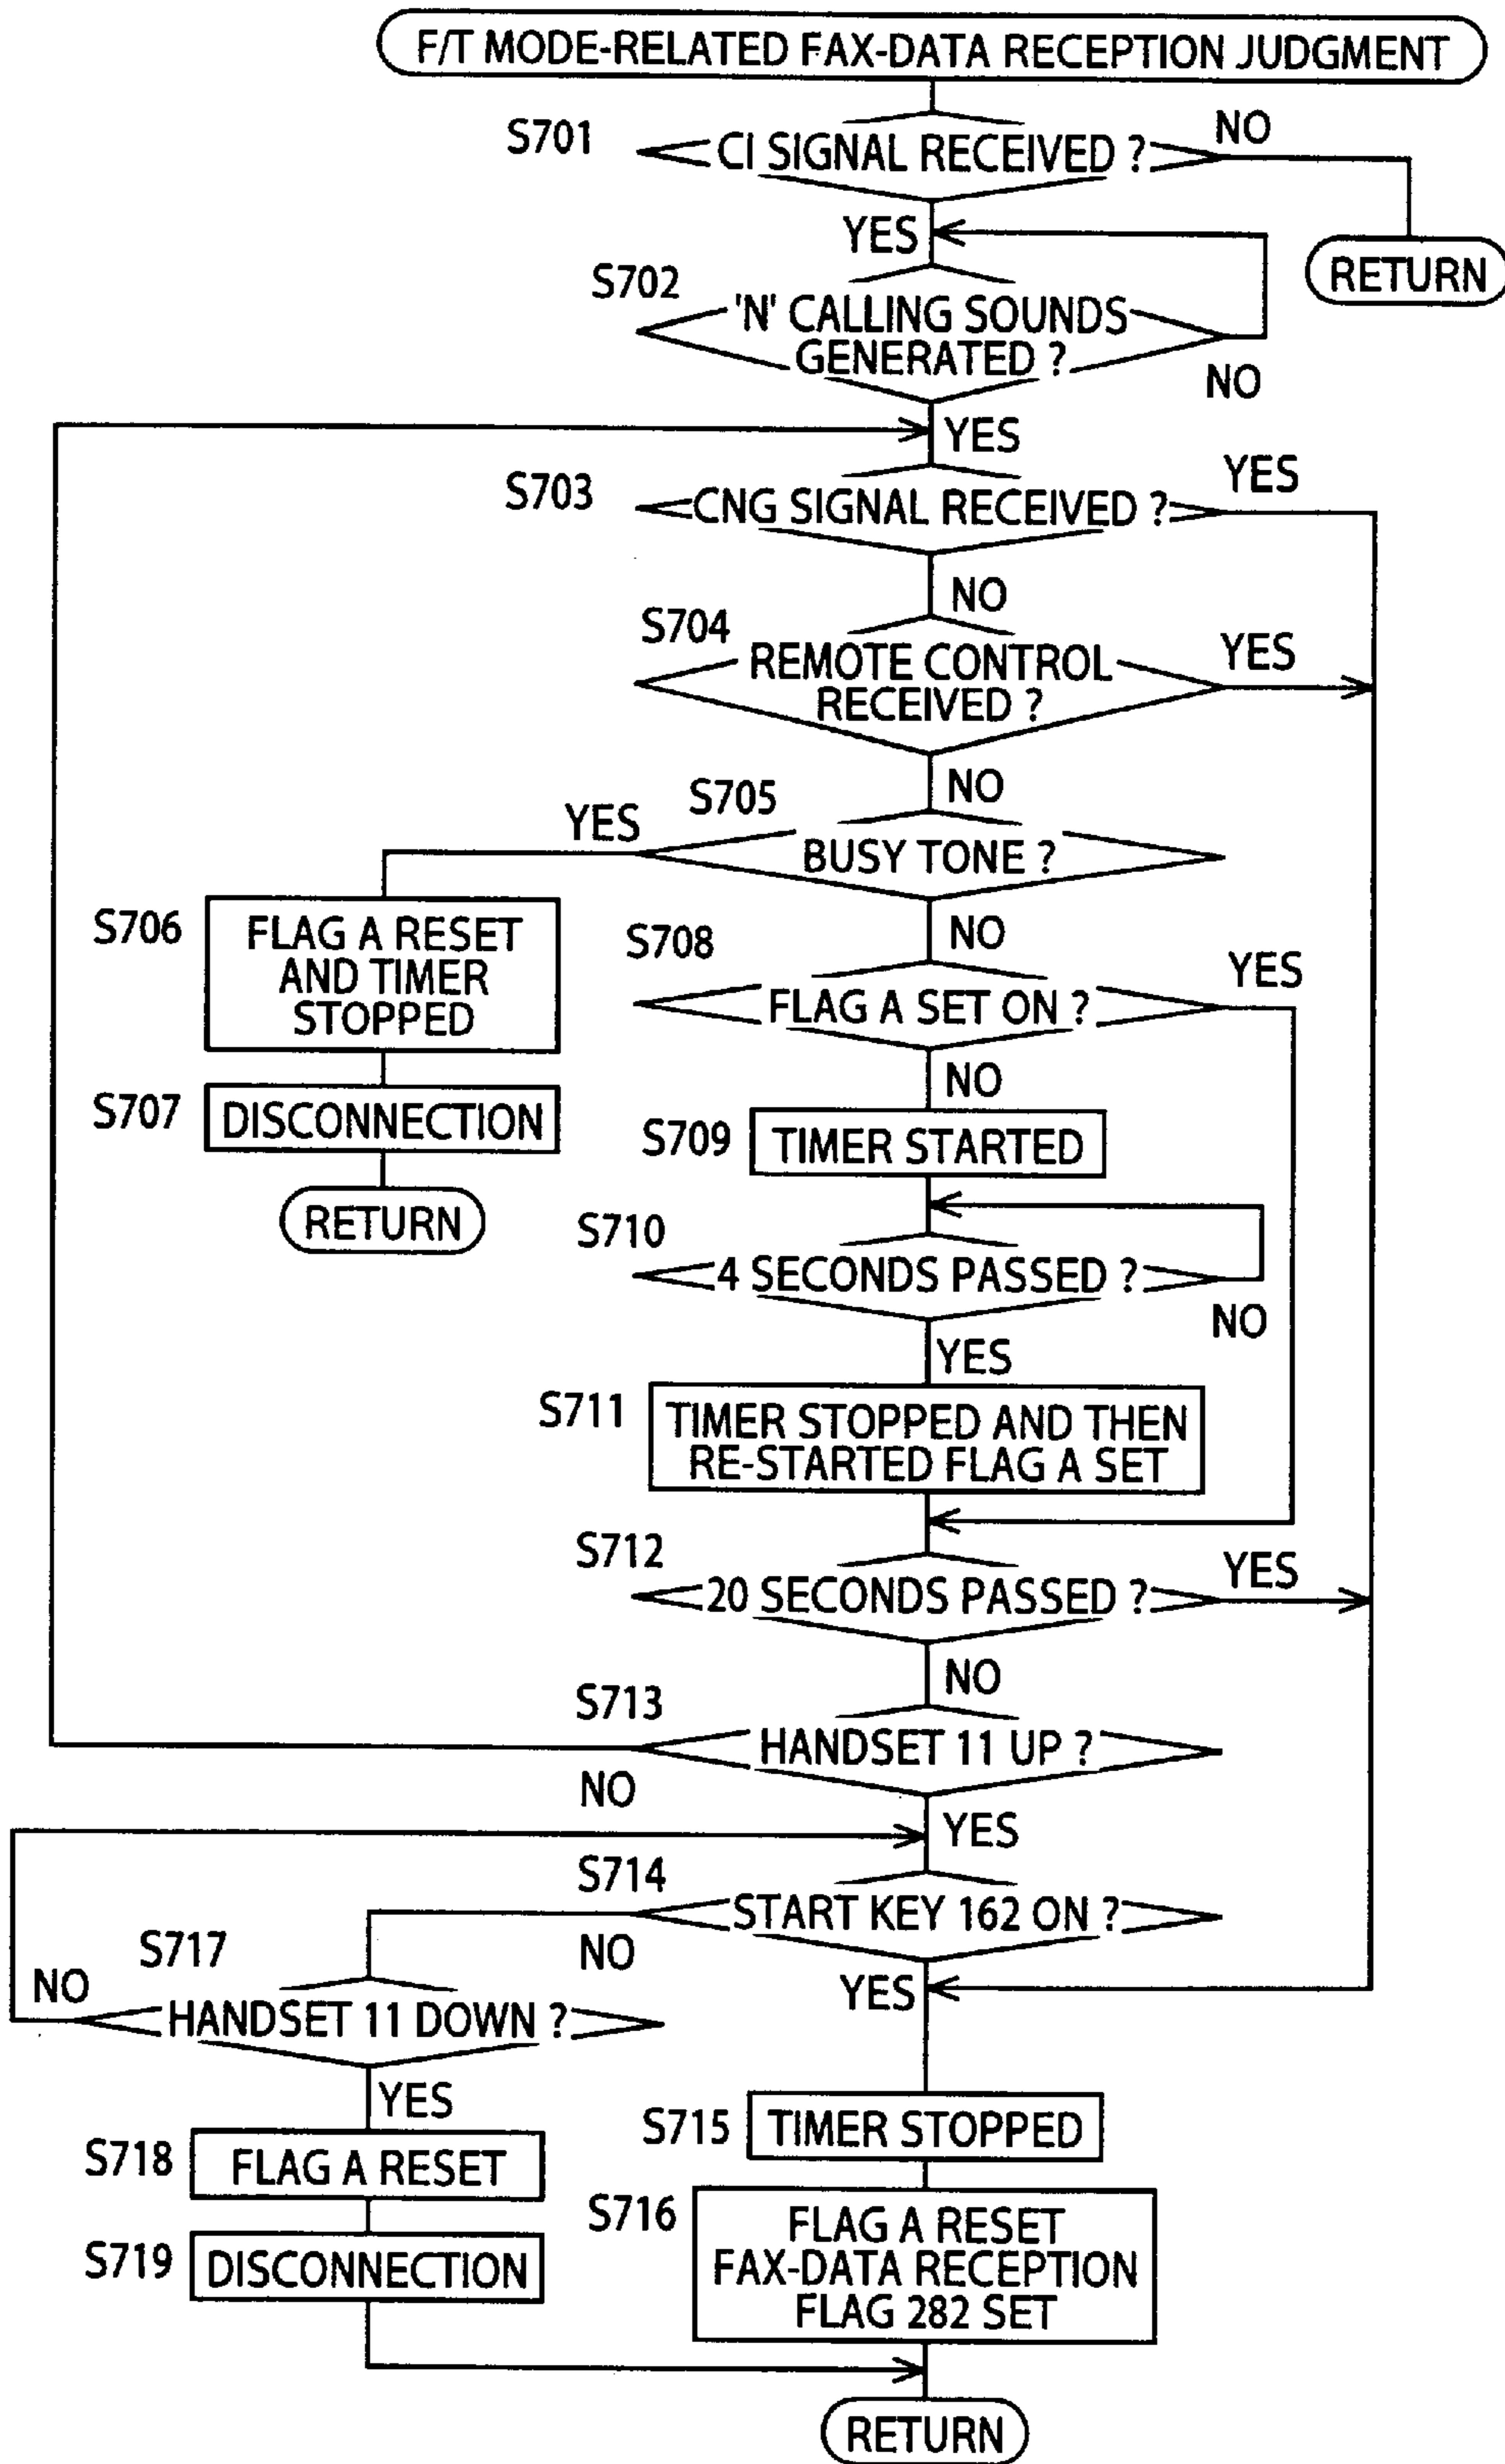 F/T MODE-RELATED FAX-DATA RECEPTION JUDGMENT
S701
CI SIGNAL RECEIVED ?
NO
YES
RETURN
S702
'N' CALLING SOUNDS
GENERATED ?
NO
YES
S703
CNG SIGNAL RECEIVED ?
YES
NO
S704
REMOTE CONTROL
RECEIVED ?
YES
NO
S705
YES
BUSY TONE ?
S706
FLAG A RESET
AND TIMER
STOPPED
NO
S708
FLAG A SET ON ?
YES
S707
DISCONNECTION
RETURN
NO
S709
TIMER STARTED
S710
4 SECONDS PASSED ?
NO
YES
S711
TIMER STOPPED AND THEN
RE-STARTED FLAG A SET
S712
20 SECONDS PASSED ?
YES
NO
S713
HANDSET 11 UP ?
NO
YES
S714
START KEY 162 ON ?
NO
YES
S717
NO
HANDSET 11 DOWN ?
YES
S718
FLAG A RESET
S719
DISCONNECTION
S715
TIMER STOPPED
S716
FLAG A RESET
FAX-DATA RECEPTION
FLAG 282 SET
RETURN